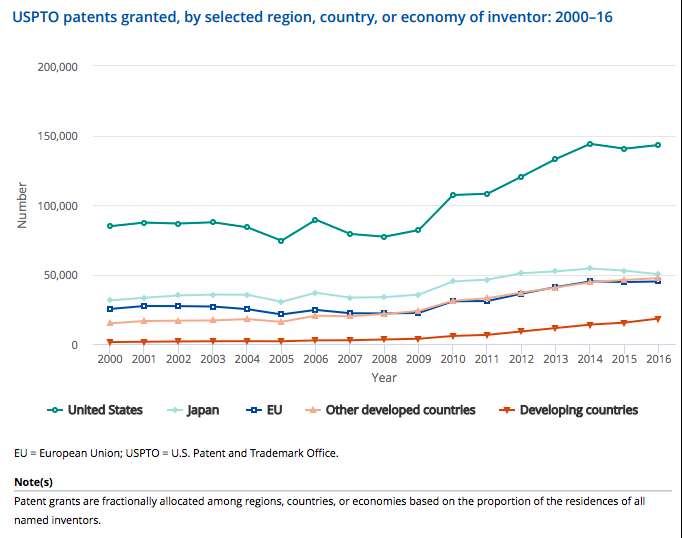 USPTO patents granted, by selected region, country, or economy of inventor: 2000–16
200,000
150,000
100,000
50,000
0
Number
2000 2001 2002 2003 2004 2005 2006 2007 2008 2009 2010 2011 2012 2013 2014 2015 2016
Year
United States Japan EU Other developed countries Developing countries
EU = European Union; USPTO = U.S. Patent and Trademark Office.
Note(s)
Patent grants are fractionally allocated among regions, countries, or economies based on the proportion of the residences of all
named inventors.